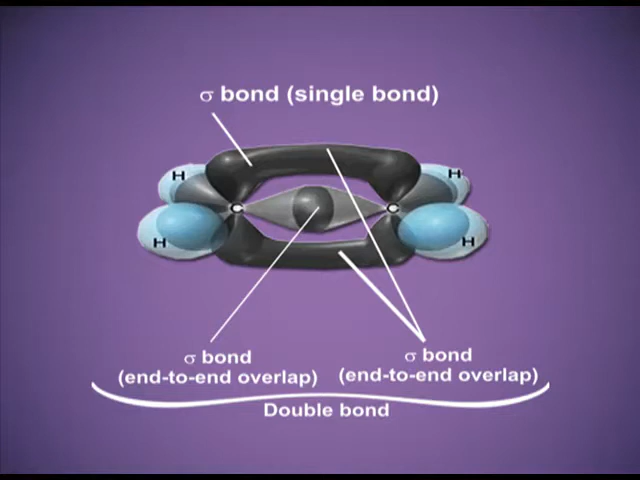 σ bond (single bond)
H
H
C
C
H
H
σ bond
(end-to-end overlap)
σ bond
(end-to-end overlap)
Double bond